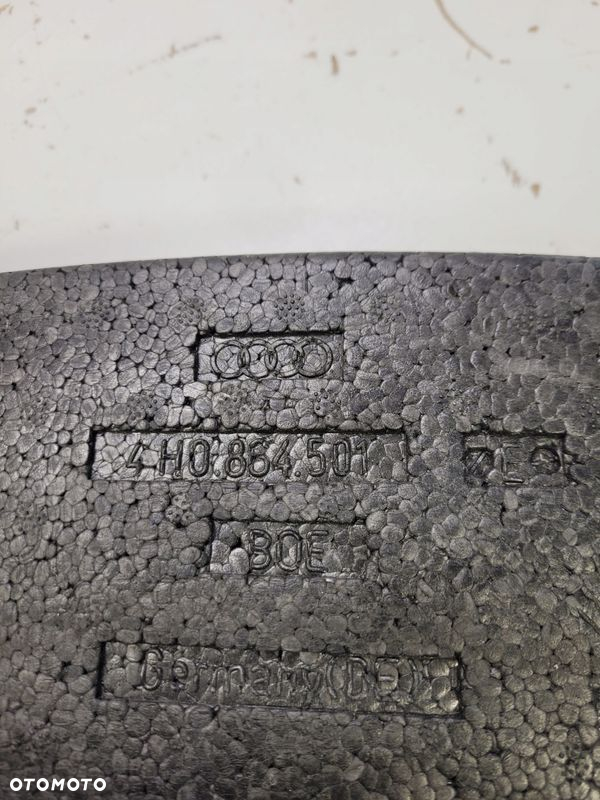 4H0.864.501
BOE
Germany(DE)
OTOMOTO